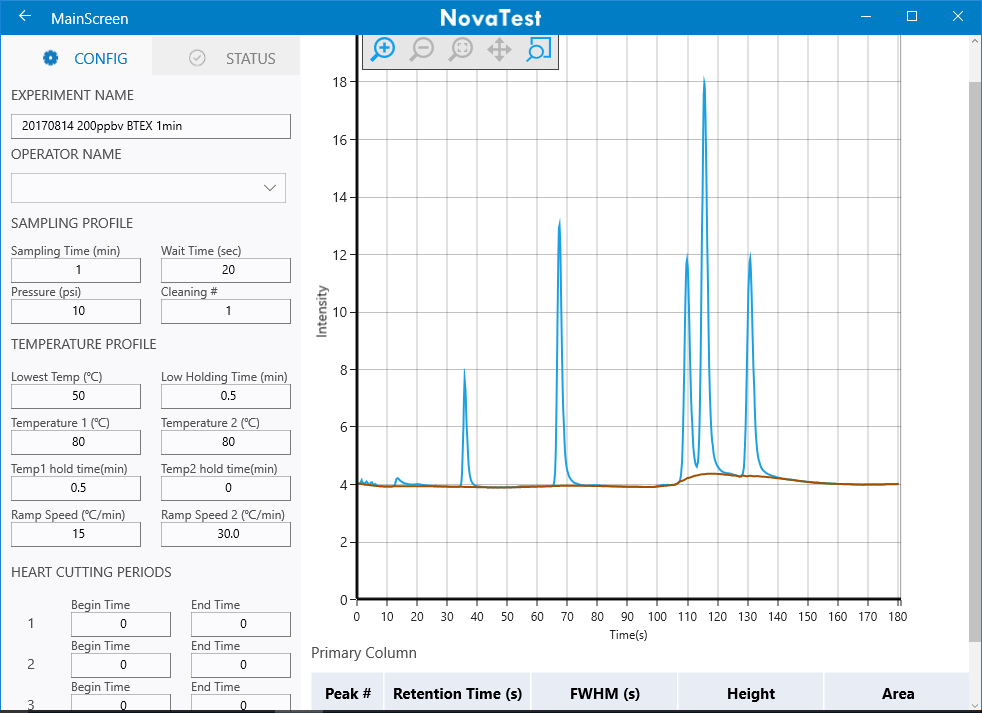 MainScreen
NovaTest
CONFIG STATUS
EXPERIMENT NAME
20170814 200ppbv BTEX 1min
OPERATOR NAME
SAMPLING PROFILE
Sampling Time (min) Wait Time (sec)
1 20
Pressure (psi) Cleaning #
10 1
TEMPERATURE PROFILE
Lowest Temp (℃) Low Holding Time (min)
50 0.5
Temperature 1 (℃) Temperature 2 (℃)
80 80
Temp1 hold time(min) Temp2 hold time(min)
0.5 0
Ramp Speed (℃/min) Ramp Speed 2 (℃/min)
15 30.0
HEART CUTTING PERIODS
Begin Time End Time
1 0 0
Begin Time End Time
2 0 0
Begin Time End Time
3 0 0
18
16
14
12
10
8
6
4
2
0
Intensity
0 10 20 30 40 50 60 70 80 90 100 110 120 130 140 150 160 170 180
Time(s)
Primary Column
Peak # Retention Time (s) FWHM (s) Height Area